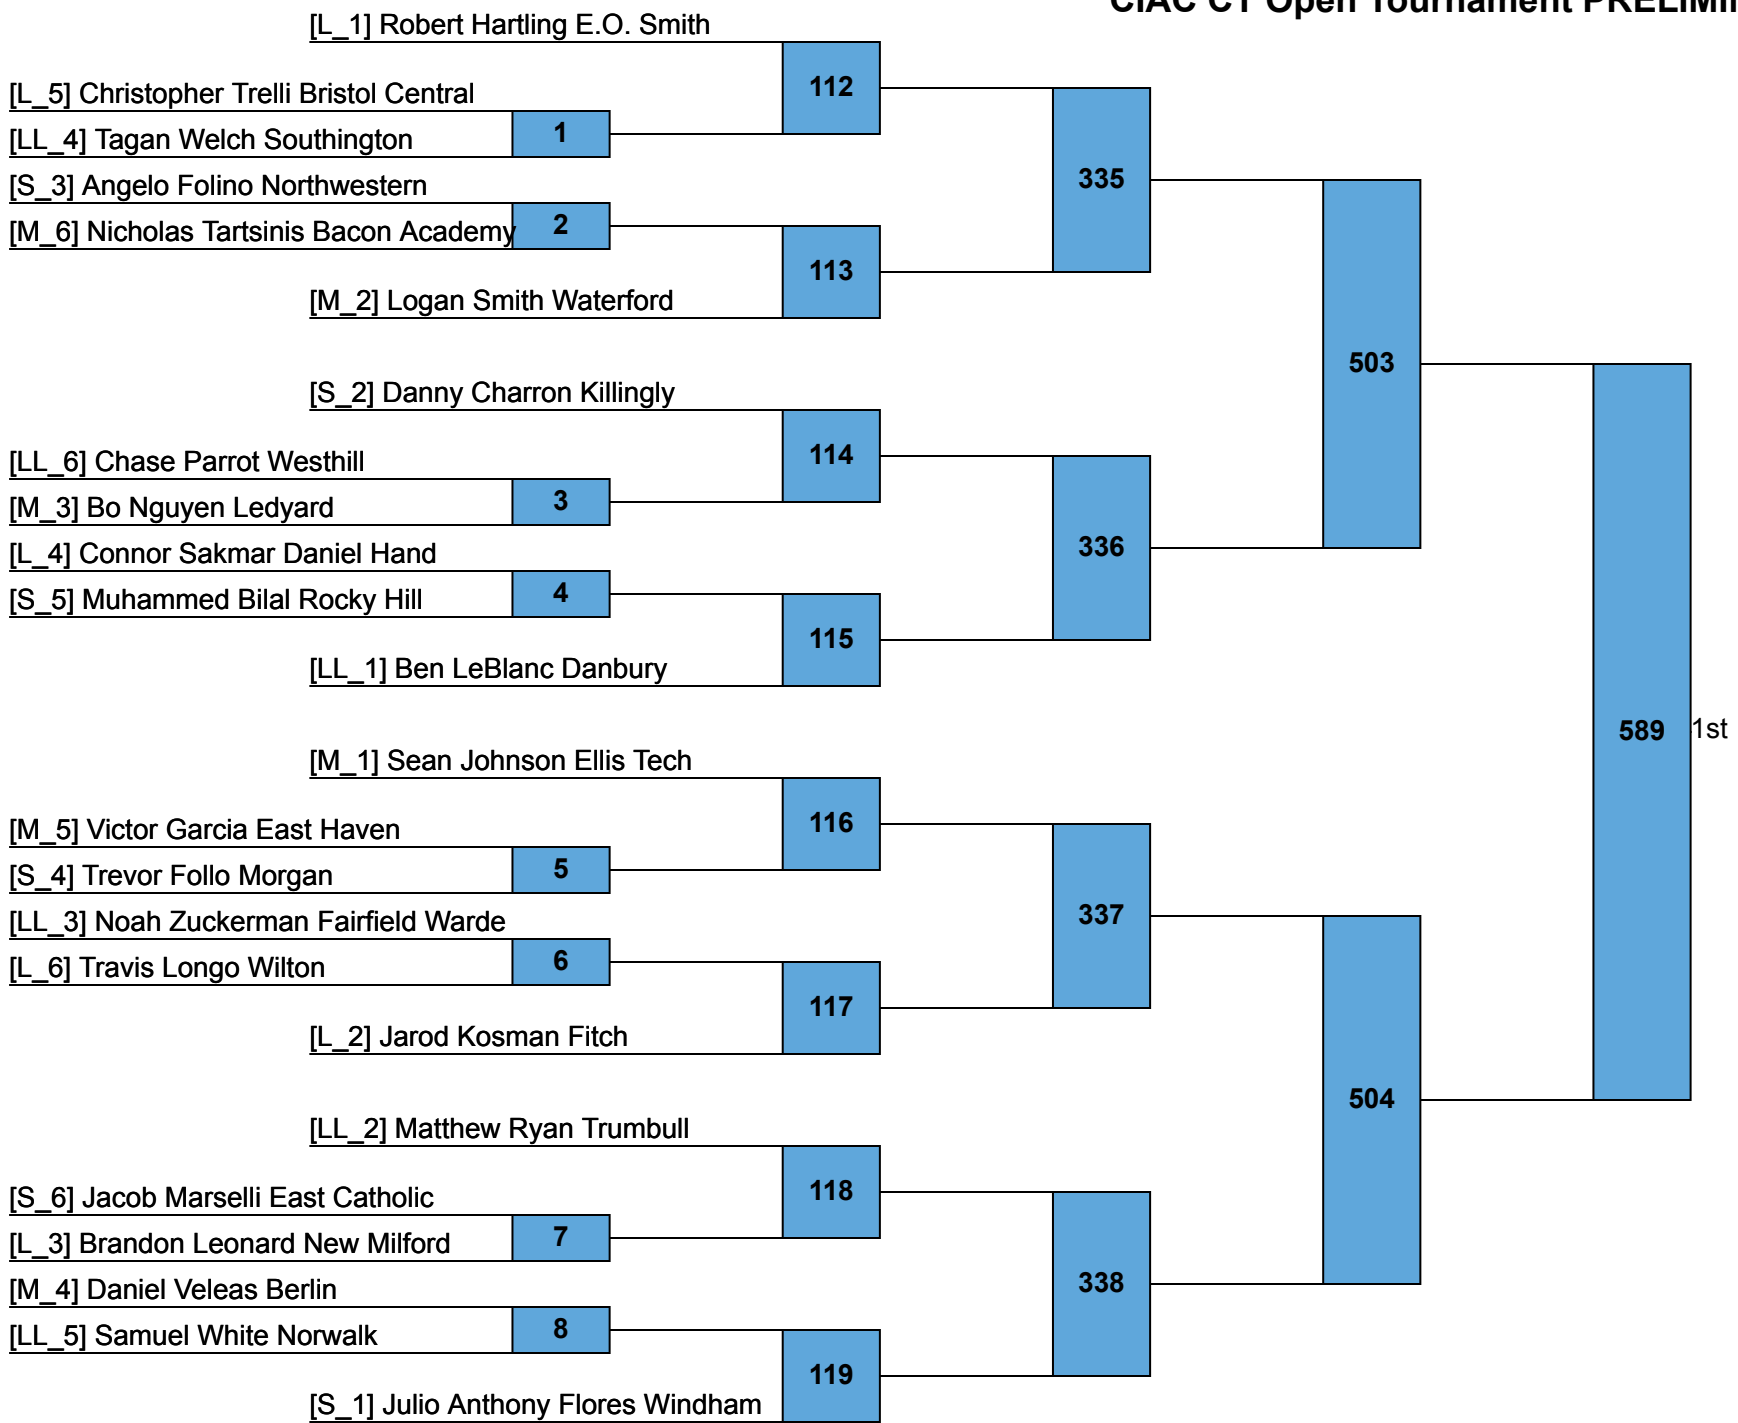 CIAC CT Open Tournament
[L_1] Robert Hartling E.O. Smith
112
[L_5] Christopher Trelli Bristol Central
1
[LL_4] Tagan Welch Southington
335
[S_3] Angelo Folino Northwestern
2
[M_6] Nicholas Tartsinis Bacon Academy
113
[M_2] Logan Smith Waterford
503
[S_2] Danny Charron Killingly
114
[LL_6] Chase Parrot Westhill
3
[M_3] Bo Nguyen Ledyard
336
[L_4] Connor Sakmar Daniel Hand
4
[S_5] Muhammed Bilal Rocky Hill
115
[LL_1] Ben LeBlanc Danbury
589 1st
[M_1] Sean Johnson Ellis Tech
116
[M_5] Victor Garcia East Haven
5
[S_4] Trevor Follo Morgan
337
[LL_3] Noah Zuckerman Fairfield Warde
6
[L_6] Travis Longo Wilton
117
[L_2] Jarod Kosman Fitch
504
[LL_2] Matthew Ryan Trumbull
118
[S_6] Jacob Marselli East Catholic
7
[L_3] Brandon Leonard New Milford
338
[M_4] Daniel Veleas Berlin
8
[LL_5] Samuel White Norwalk
119
[S_1] Julio Anthony Flores Windham